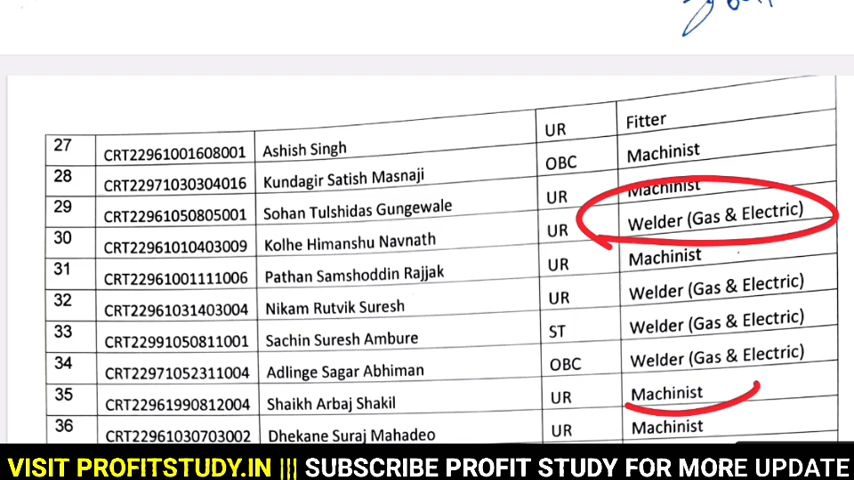 27 CRT22961001608001 Ashish Singh UR Fitter
28 CRT22971030304016 Kundagir Satish Masnaji OBC Machinist
29 CRT22961050805001 Sohan Tulshidas Gungewale UR Machinist
30 CRT22961010403009 Kolhe Himanshu Navnath UR Welder (Gas & Electric)
31 CRT22961001111006 Pathan Samshoddin Rajjak UR Machinist
32 CRT22961031403004 Nikam Rutvik Suresh UR Welder (Gas & Electric)
33 CRT22991050811001 Sachin Suresh Ambure ST Welder (Gas & Electric)
34 CRT22971052311004 Adlinge Sagar Abhiman OBC Welder (Gas & Electric)
35 CRT22961990812004 Shaikh Arbaj Shakil UR Machinist
36 CRT22961030703002 Dhekane Suraj Mahadeo UR Machinist
VISIT PROFITSTUDY.IN ||| SUBSCRIBE PROFIT STUDY FOR MORE UPDATE